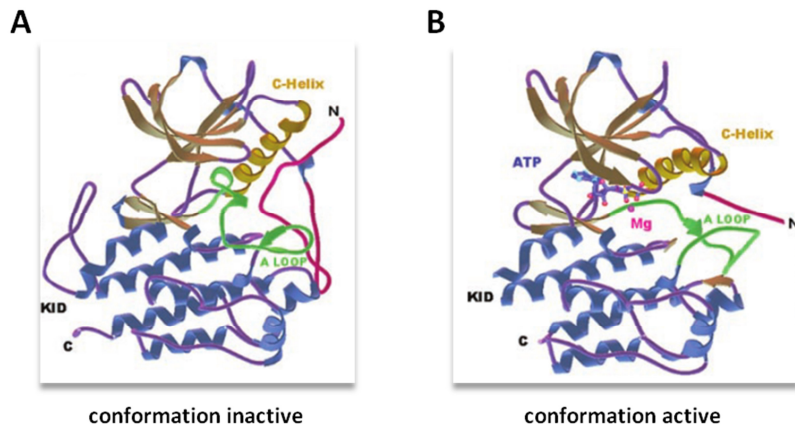 A
C-Helix
N
A LOOP
KID
C
conformation inactive
B
C-Helix
ATP
N
Mg
A LOOP
KID
C
conformation active